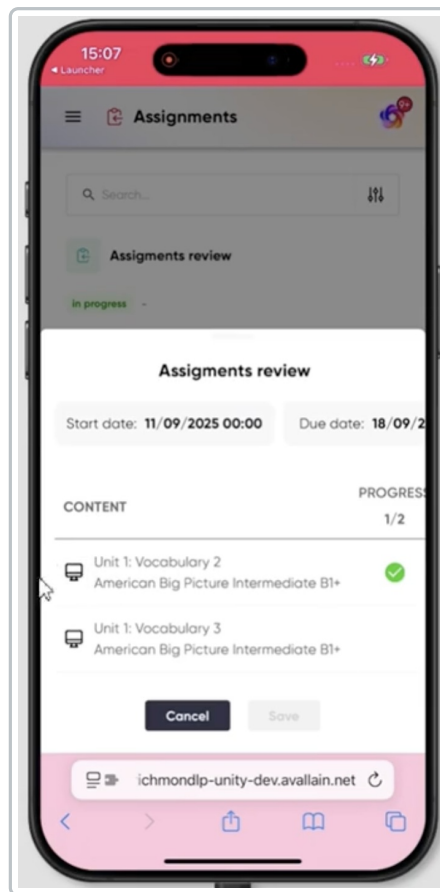 15:07
◀ Launcher
Assignments
9+
Search...
Assigments review
in progress -
Assigments review
Start date: 11/09/2025 00:00 Due date: 18/09/2
CONTENT PROGRESS
1/2
Unit 1: Vocabulary 2
American Big Picture Intermediate B1+
Unit 1: Vocabulary 3
American Big Picture Intermediate B1+
Cancel Save
ichmondlp-unity-dev.avallain.net